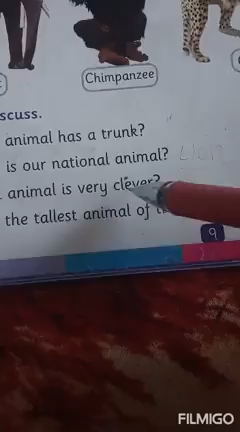 Chimpanzee
scuss.
animal has a trunk?
is our national animal?
animal is very clever?
the tallest animal of
9
FILMIGO